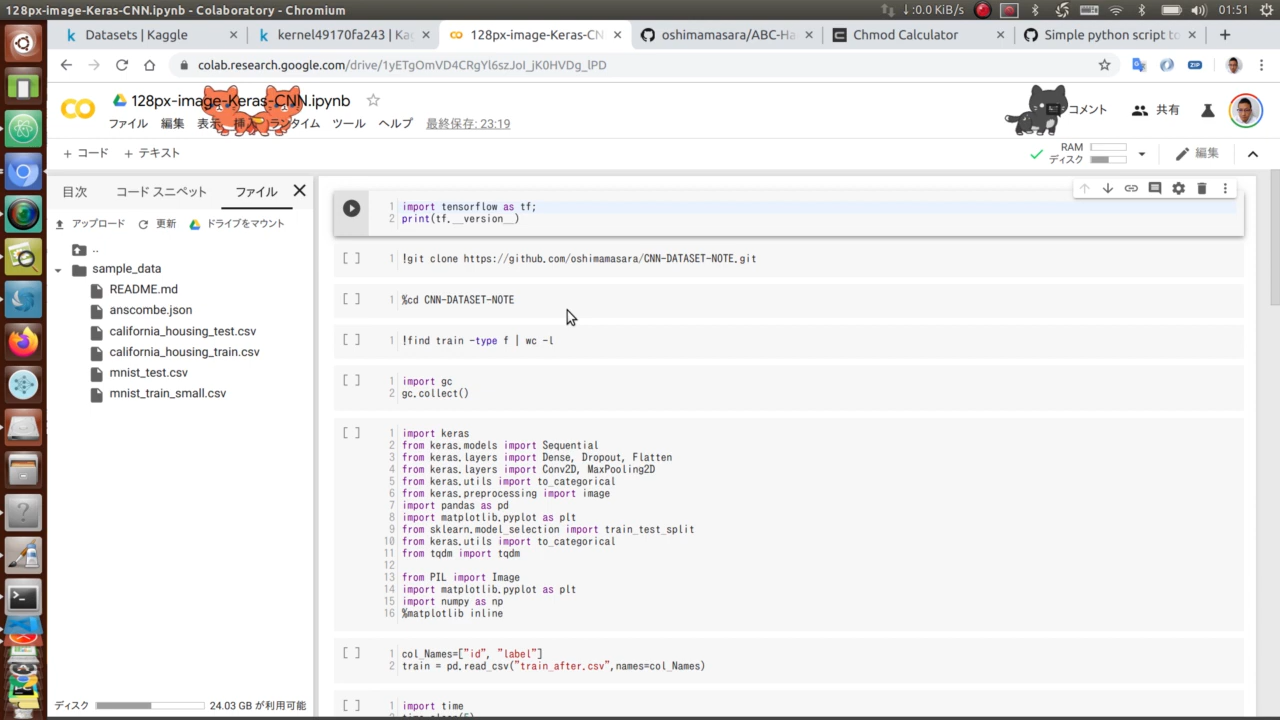 128px-image-Keras-CNN.ipynb - Colaboratory - Chromium
↓:0.0 KiB/s
01:51
Datasets | Kaggle
kernel49170fa243 | Kag
128px-image-Keras-CN
oshimamasara/ABC-Ha
Chmod Calculator
Simple python script to
colab.research.google.com/drive/1yETgOmVD4CRgYl6szJoI_jK0HVDg_lPD
ZIP
128px-image-Keras-CNN.ipynb
コメント
共有
ファイル 編集 表示 挿入 ランタイム ツール ヘルプ 最終保存: 23:19
+ コード + テキスト
RAM
ディスク
編集
目次 コード スニペット ファイル
アップロード 更新 ドライブをマウント
..
sample_data
README.md
anscombe.json
california_housing_test.csv
california_housing_train.csv
mnist_test.csv
mnist_train_small.csv
ディスク 24.03 GB が利用可能
1 import tensorflow as tf;
2 print(tf.__version__)
[ ] 1 !git clone https://github.com/oshimamasara/CNN-DATASET-NOTE.git
[ ] 1 %cd CNN-DATASET-NOTE
[ ] 1 !find train -type f | wc -l
[ ] 1 import gc
2 gc.collect()
[ ] 1 import keras
2 from keras.models import Sequential
3 from keras.layers import Dense, Dropout, Flatten
4 from keras.layers import Conv2D, MaxPooling2D
5 from keras.utils import to_categorical
6 from keras.preprocessing import image
7 import pandas as pd
8 import matplotlib.pyplot as plt
9 from sklearn.model_selection import train_test_split
10 from keras.utils import to_categorical
11 from tqdm import tqdm
12
13 from PIL import Image
14 import matplotlib.pyplot as plt
15 import numpy as np
16 %matplotlib inline
[ ] 1 col_Names=["id", "label"]
2 train = pd.read_csv("train_after.csv",names=col_Names)
[ ] 1 import time
2 time.sleep(5)